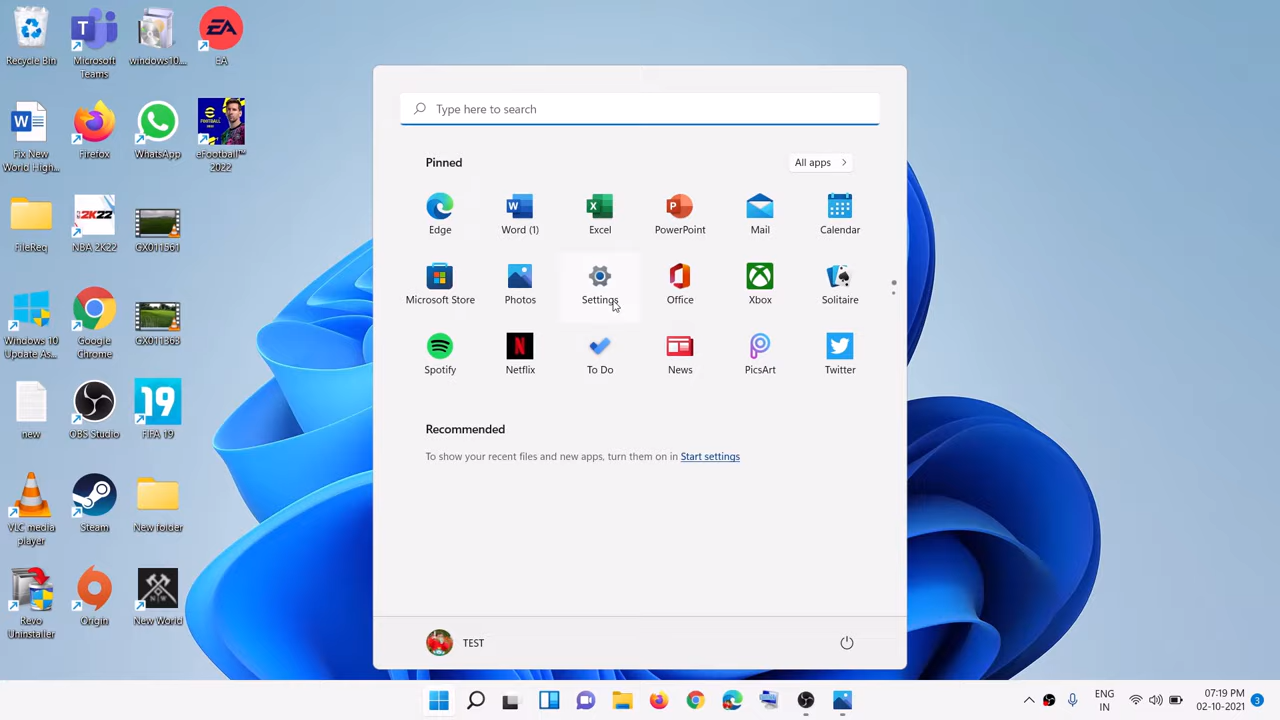 Recycle Bin
Microsoft Teams
windows10...
EA
Fix New World High...
Firefox
WhatsApp
eFootball™ 2022
FileReq
NBA 2K22
GX011361
Windows 10 Update As...
Google Chrome
GX011363
new
OBS Studio
FIFA 19
VLC media player
Steam
New folder
Revo Uninstaller
Origin
New World
Type here to search
Pinned
All apps
Edge
Word (1)
Excel
PowerPoint
Mail
Calendar
Microsoft Store
Photos
Settings
Office
Xbox
Solitaire
Spotify
Netflix
To Do
News
PicsArt
Twitter
Recommended
To show your recent files and new apps, turn them on in Start settings
TEST
ENG
IN
07:19 PM
02-10-2021
3